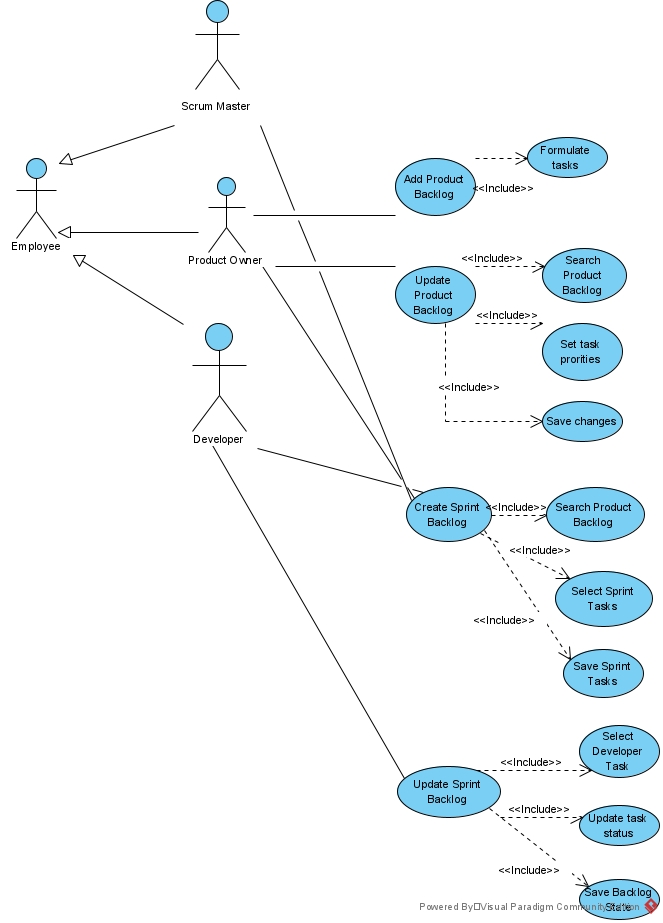 Scrum Master
Formulate
tasks
Add Product
Backlog
<<Include>>
Employee
Product Owner
<<Include>>
Search
Product
Backlog
Update
Product
Backlog
<<Include>>
Set task
prorities
<<Include>>
Save changes
Developer
Create Sprint
Backlog
<<Include>>
Search Product
Backlog
<<Include>>
Select Sprint
Tasks
<<Include>>
Save Sprint
Tasks
Select
Developer
Task
<<Include>>
Update Sprint
Backlog
<<Include>>
Update task
status
<<Include>>
Save Backlog
State
Powered By Visual Paradigm Community Edition